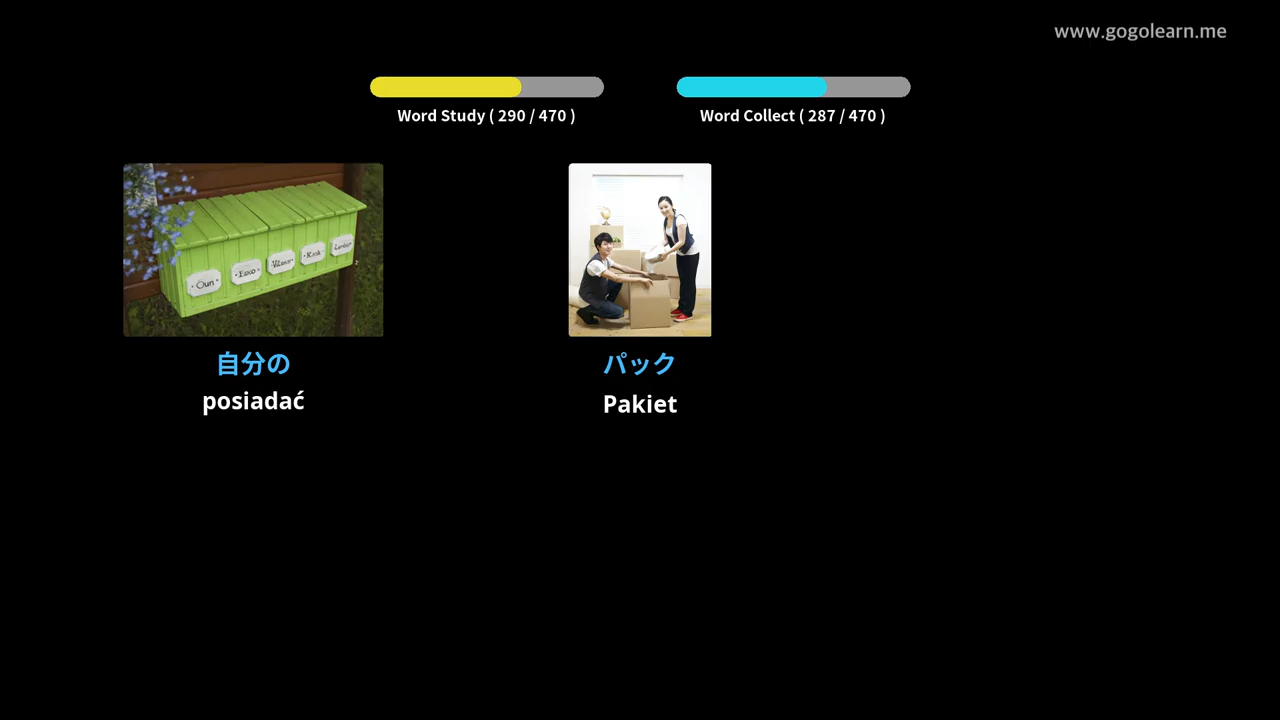 www.gogolearn.me
Word Study ( 290 / 470 )
Word Collect ( 287 / 470 )
自分の
posiadać
パック
Pakiet